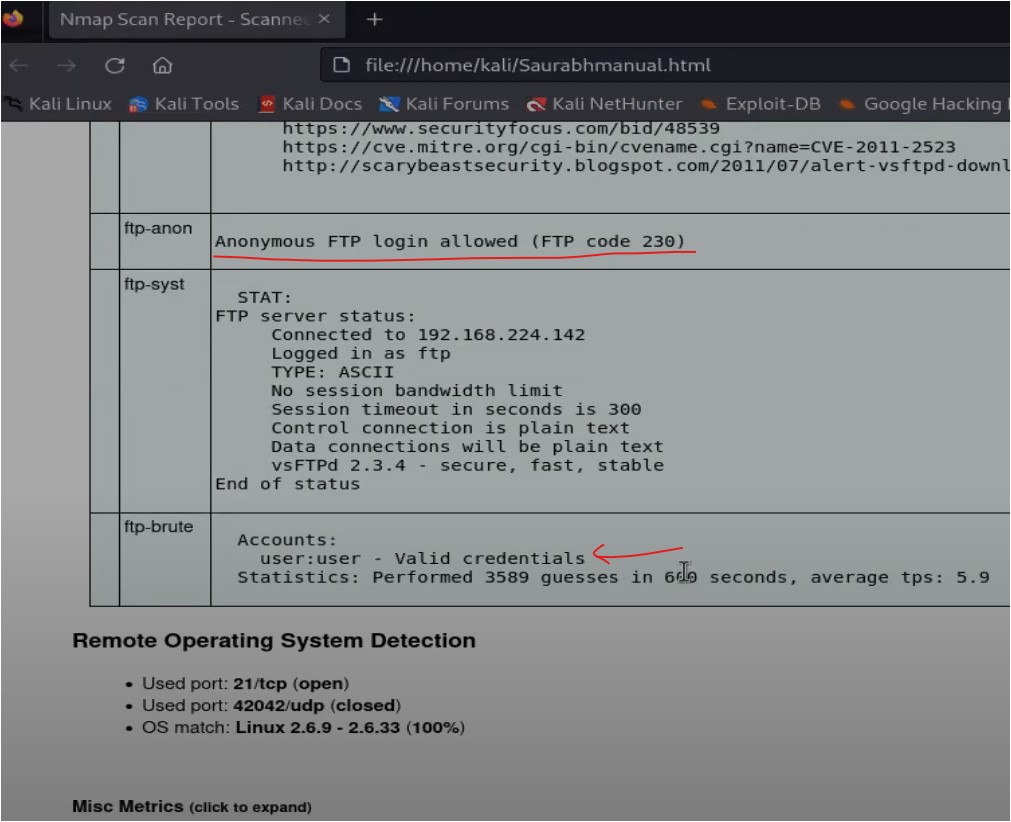 Nmap Scan Report - Scanne
file:///home/kali/Saurabhmanual.html
Kali Linux Kali Tools Kali Docs Kali Forums Kali NetHunter Exploit-DB Google Hacking
https://www.securityfocus.com/bid/48539
https://cve.mitre.org/cgi-bin/cvename.cgi?name=CVE-2011-2523
http://scarybeastsecurity.blogspot.com/2011/07/alert-vsftpd-downl
ftp-anon
Anonymous FTP login allowed (FTP code 230)
ftp-syst
STAT:
FTP server status:
Connected to 192.168.224.142
Logged in as ftp
TYPE: ASCII
No session bandwidth limit
Session timeout in seconds is 300
Control connection is plain text
Data connections will be plain text
vsFTPd 2.3.4 - secure, fast, stable
End of status
ftp-brute
Accounts:
user:user - Valid credentials
Statistics: Performed 3589 guesses in seconds, average tps: 5.9
Remote Operating System Detection
• Used port: 21/tcp (open)
• Used port: 42042/udp (closed)
• OS match: Linux 2.6.9 - 2.6.33 (100%)
Misc Metrics (click to expand)